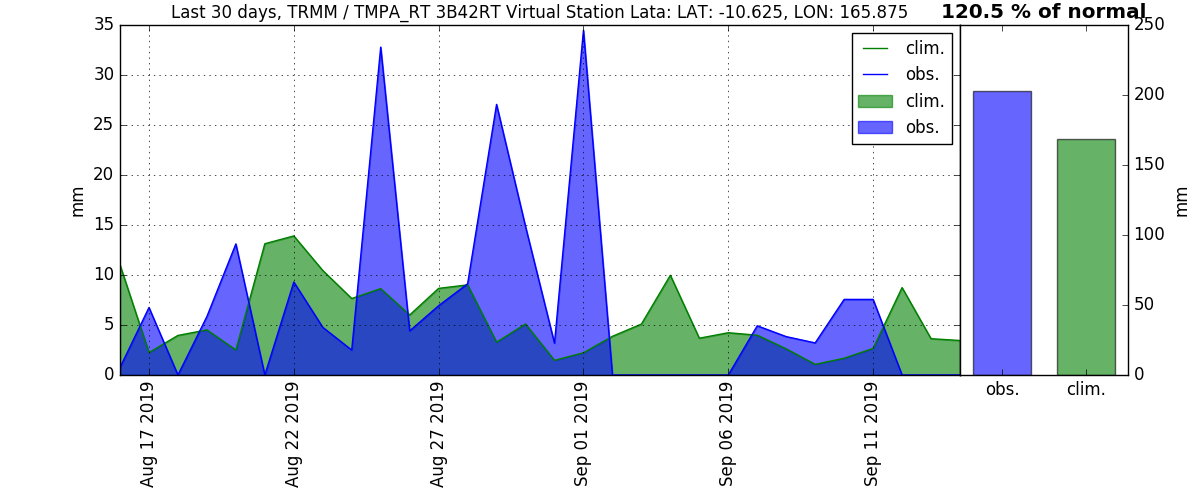 Last 30 days, TRMM / TMPA_RT 3B42RT Virtual Station Lata: LAT: -10.625, LON: 165.875
120.5 % of normal
35
30
25
20
15
10
5
0
mm
clim.
obs.
clim.
obs.
250
200
150
100
50
0
mm
Aug 17 2019
Aug 22 2019
Aug 27 2019
Sep 01 2019
Sep 06 2019
Sep 11 2019
obs.
clim.